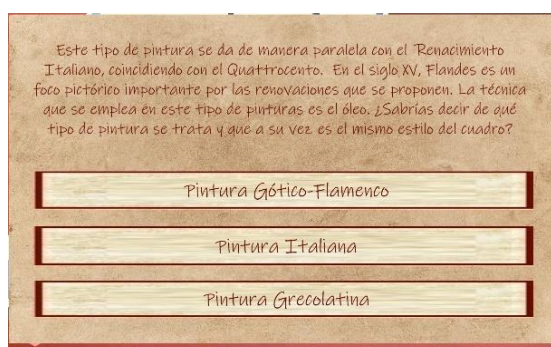 Este tipo de pintura se da de manera paralela con el Renacimiento
Italiano, coincidiendo con el Quattrocento. En el siglo XV, Flandes es un
foco pictórico importante por las renovaciones que se proponen. La técnica
que se emplea en este tipo de pinturas es el óleo. ¿Sabrías decir de qué
tipo de pintura se trata y que a su vez es el mismo estilo del cuadro?
Pintura Gótico-Flamenco
Pintura Italiana
Pintura Grecolatina